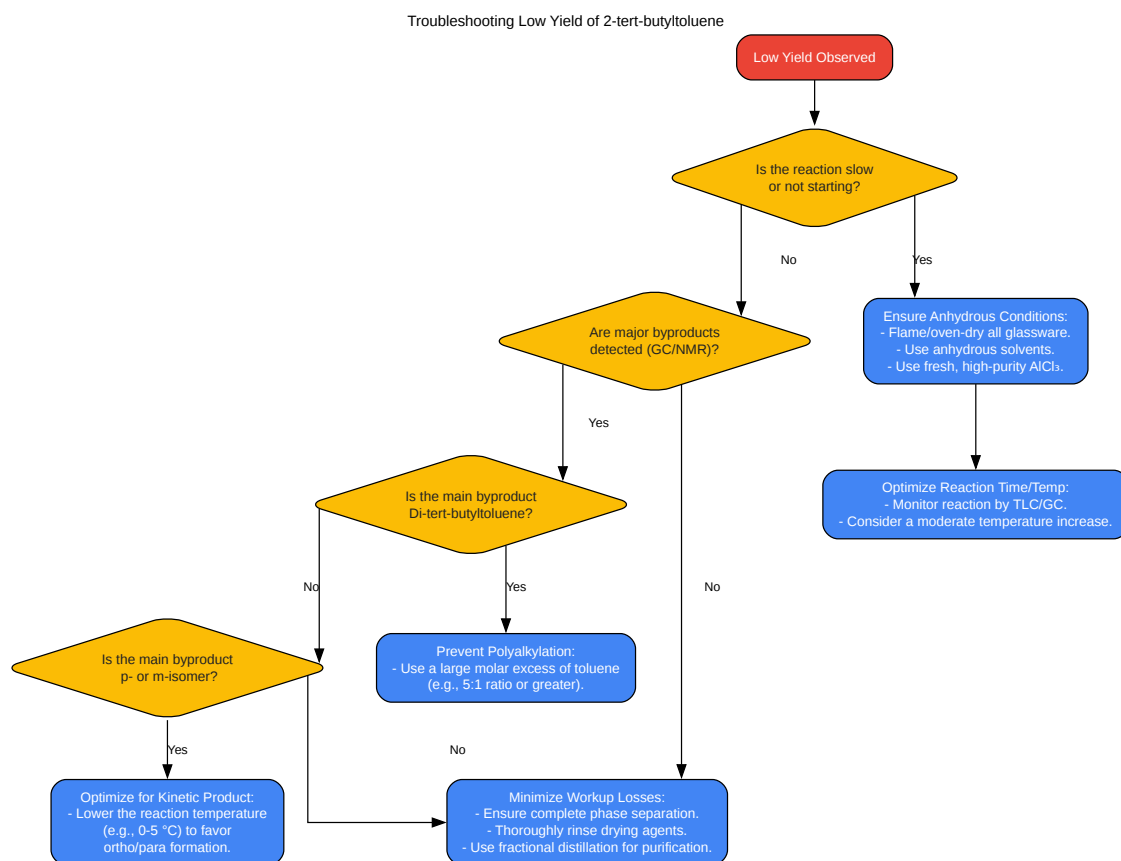 Troubleshooting Low Yield of 2-tert-butyltoluene
Low Yield Observed
Is the reaction slow
or not starting?
No
Yes
Are major byproducts
detected (GC/NMR)?
Ensure Anhydrous Conditions:
- Flame/oven-dry all glassware.
- Use anhydrous solvents.
- Use fresh, high-purity AlCl₃.
Yes
Is the main byproduct
Di-tert-butyltoluene?
Optimize Reaction Time/Temp:
- Monitor reaction by TLC/GC.
- Consider a moderate temperature increase.
No
Yes
No
Is the main byproduct
p- or m-isomer?
Prevent Polyalkylation:
- Use a large molar excess of toluene
(e.g., 5:1 ratio or greater).
Yes
No
Optimize for Kinetic Product:
- Lower the reaction temperature
(e.g., 0-5 °C) to favor
ortho/para formation.
Minimize Workup Losses:
- Ensure complete phase separation.
- Thoroughly rinse drying agents.
- Use fractional distillation for purification.